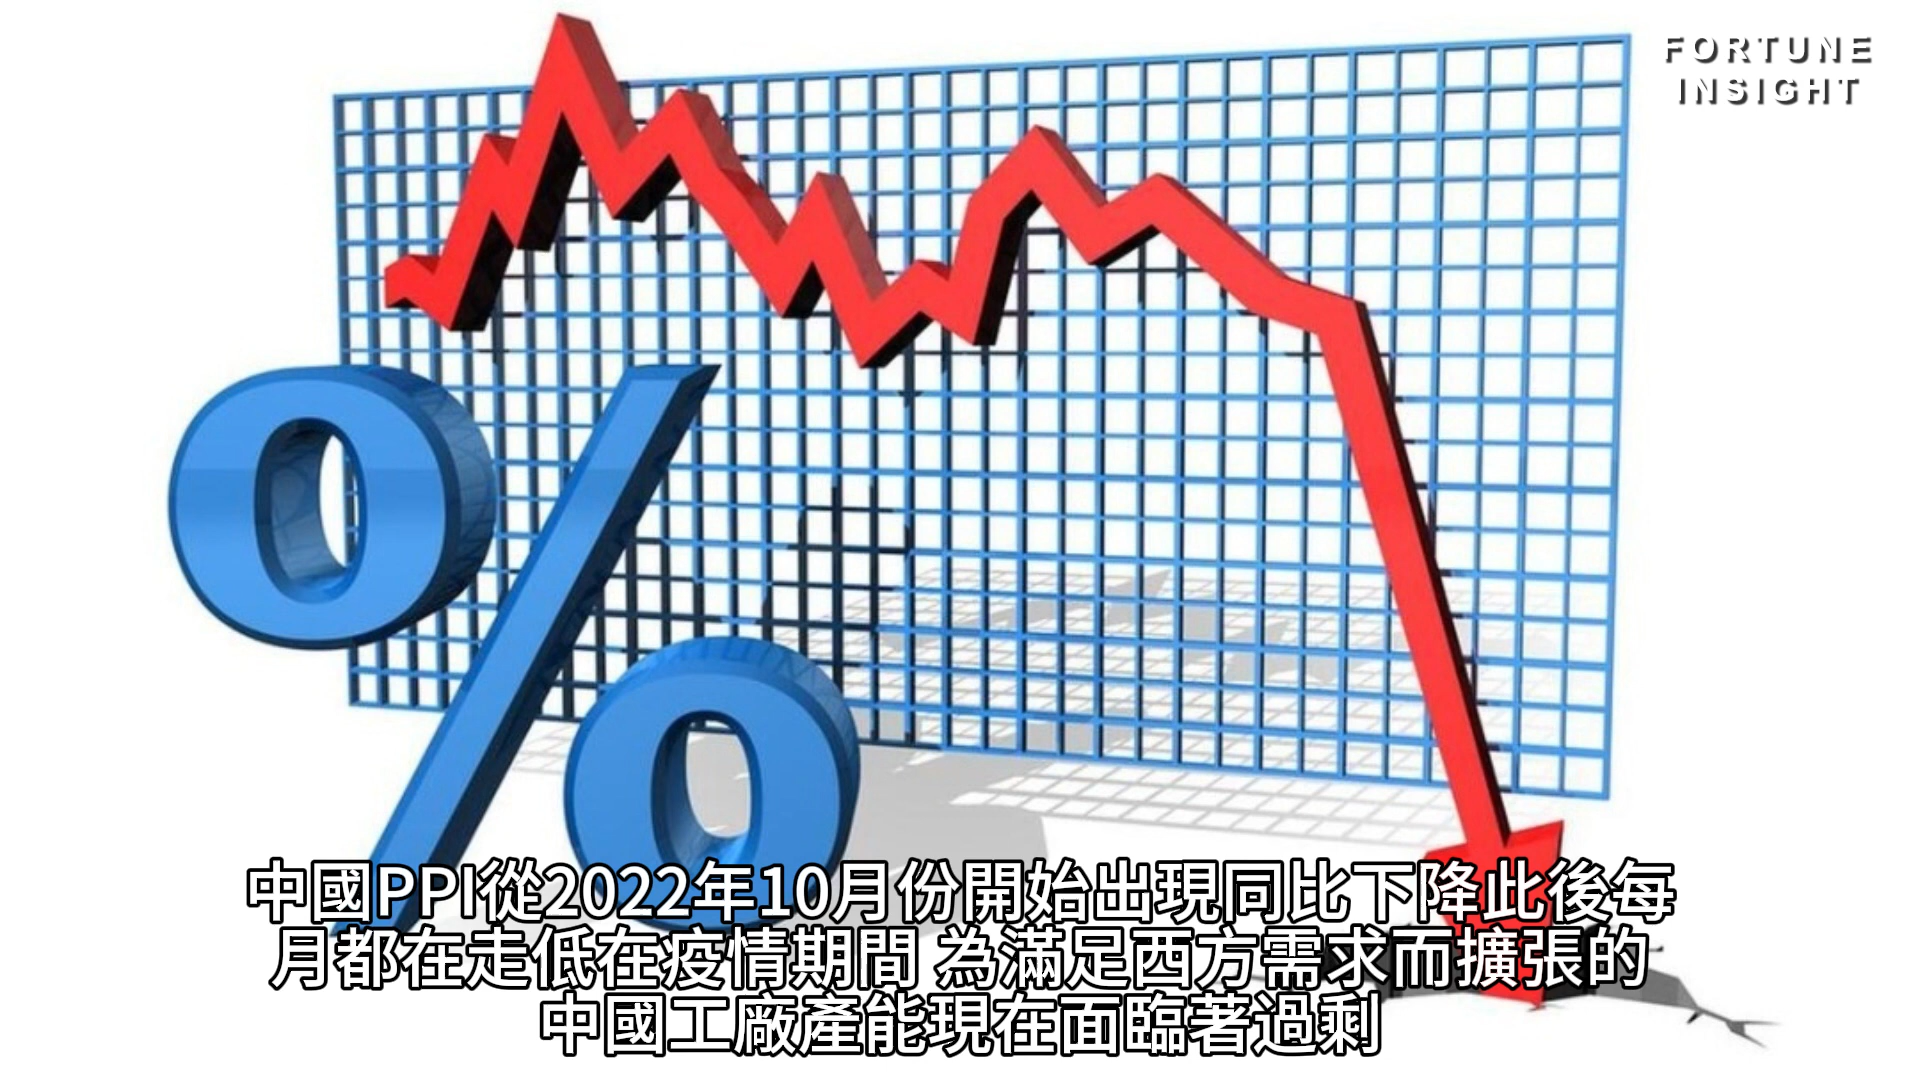 FORTUNE
INSIGHT
中國PPI從2022年10月份開始出現同比下降此後每
月都在走低在疫情期間 為滿足西方需求而擴張的
中國工廠產能現在面臨著過剩